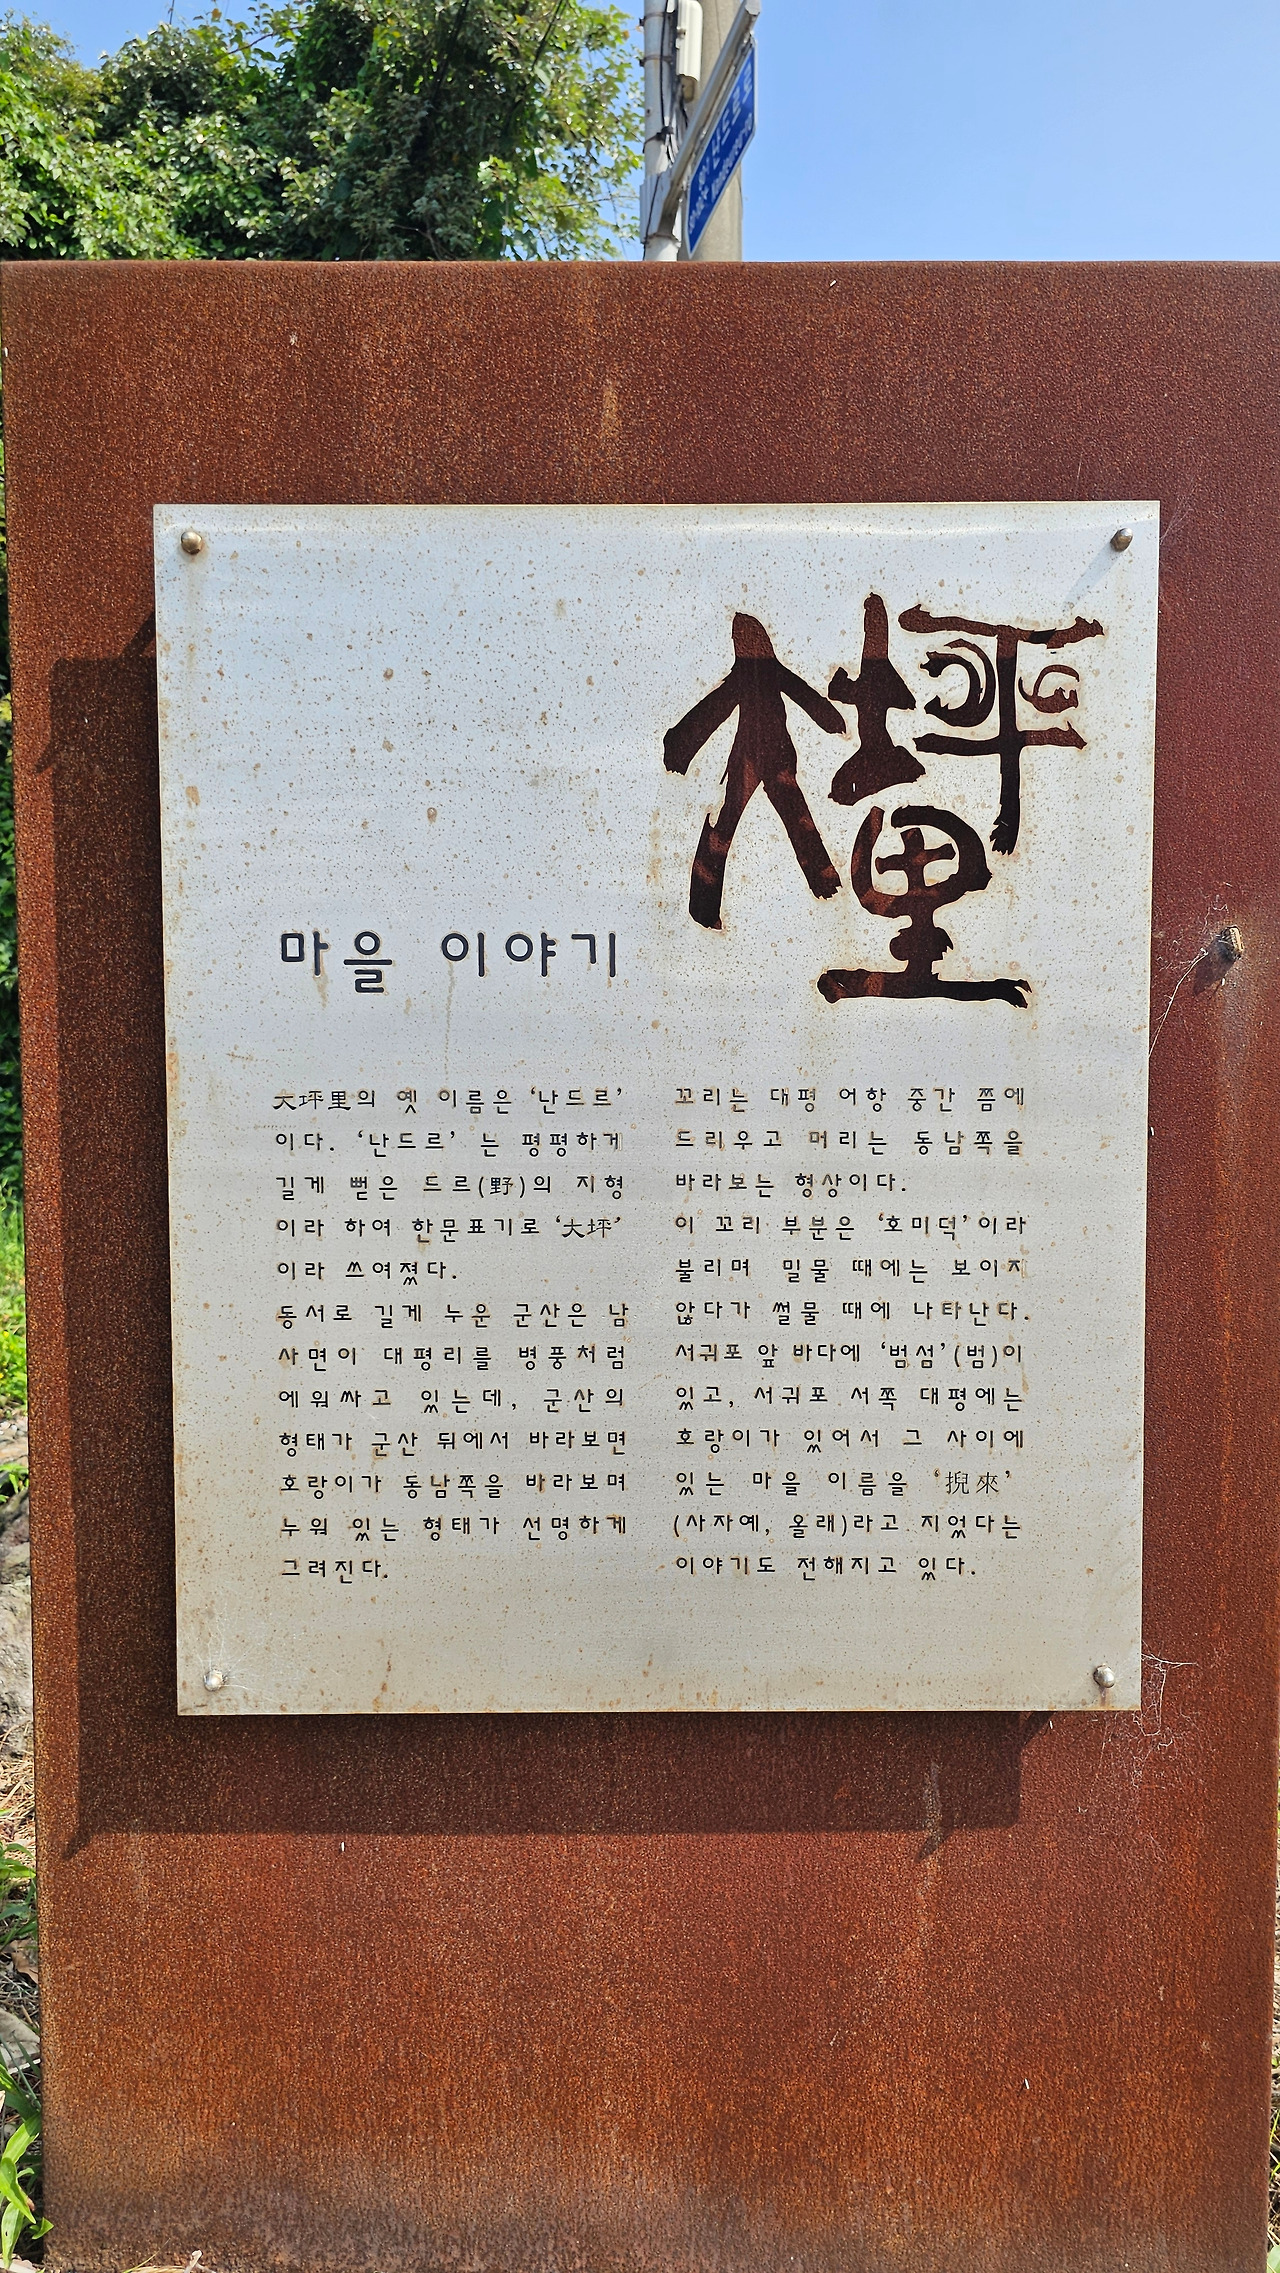 大坪里
마을 이야기
大坪里의 옛 이름은 ‘난드르’
이다. ‘난드르’ 는 평평하게
길게 뻗은 드르(野)의 지형
이라 하여 한문표기로 ‘大坪’
이라 쓰여졌다.
동서로 길게 누운 군산은 남
사면이 대평리를 병풍처럼
에워싸고 있는데, 군산의
형태가 군산 뒤에서 바라보면
호랑이가 동남쪽을 바라보며
누워 있는 형태가 선명하게
그려진다.
꼬리는 대평 어항 중간 쯤에
드리우고 머리는 동남쪽을
바라보는 형상이다.
이 꼬리 부분은 ‘호미덕’이라
불리며 밀물 때에는 보이지
않다가 썰물 때에 나타난다.
서귀포 앞 바다에 ‘범섬’(범)이
있고, 서귀포 서쪽 대평에는
호랑이가 있어서 그 사이에
있는 마을 이름을 ‘掜來’
(사자예, 올래)라고 지었다는
이야기도 전해지고 있다.